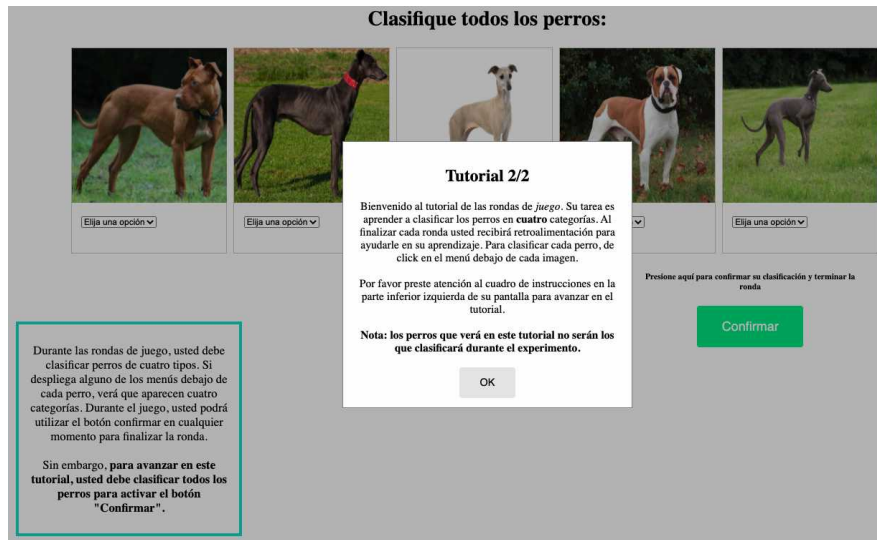 Clasifique todos los perros:
Elija una opción
Elija una opción
Elija una opción
Tutorial 2/2
Bienvenido al tutorial de las rondas de juego. Su tarea es
aprender a clasificar los perros en cuatro categorías. Al
finalizar cada ronda usted recibirá retroalimentación para
ayudarle en su aprendizaje. Para clasificar cada perro, de
click en el menú debajo de cada imagen.
Por favor preste atención al cuadro de instrucciones en la
parte inferior izquierda de su pantalla para avanzar en el
tutorial.
Nota: los perros que verá en este tutorial no serán los
que clasificará durante el experimento.
OK
Presione aquí para confirmar su clasificación y terminar la
ronda
Confirmar
Durante las rondas de juego, usted debe
clasificar perros de cuatro tipos. Si
despliega alguno de los menús debajo de
cada perro, verá que aparecen cuatro
categorías. Durante el juego, usted podrá
utilizar el botón confirmar en cualquier
momento para finalizar la ronda.
Sin embargo, para avanzar en este
tutorial, usted debe clasificar todos los
perros para activar el botón
"Confirmar".